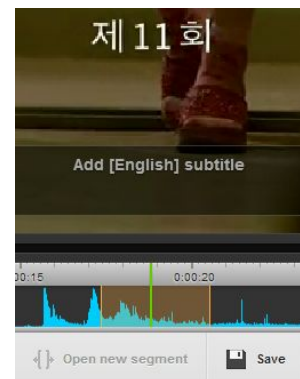 제 11 회
Add [English] subtitle
00:15 0:00:20
Open new segment Save